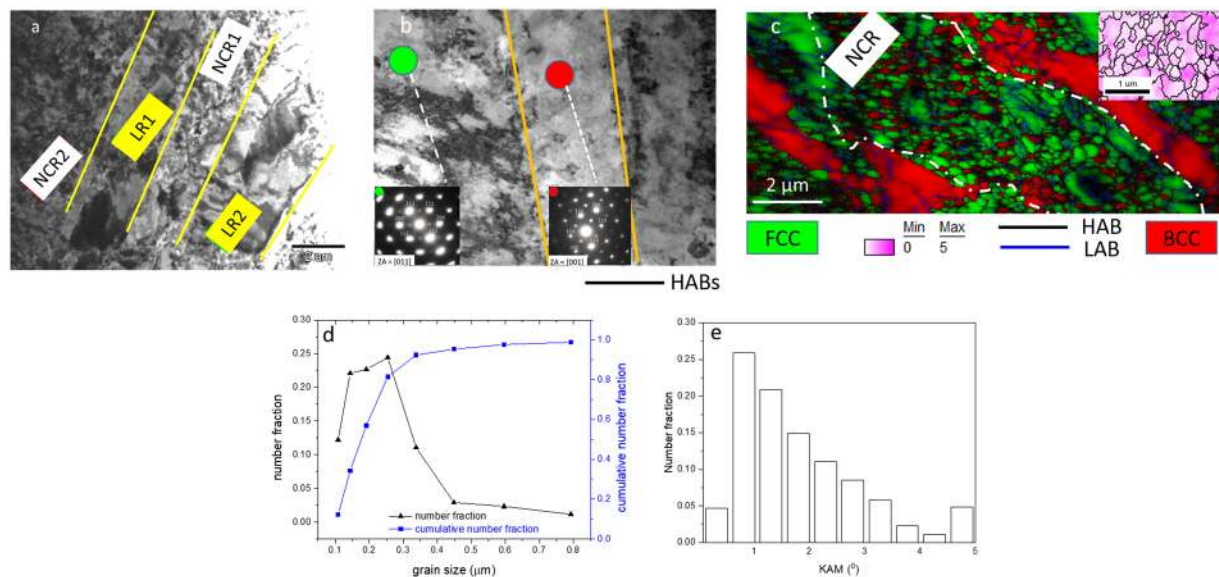 a
NCR1
LR1
NCR2
LR2
2 um
b
ZA = [011]
ZA = [001]
HABs
c
NCR
1 um
2 µm
FCC
Min Max
0 5
HAB
LAB
BCC
d
0.30
0.25
0.20
0.15
0.10
0.05
0.00
number fraction
1.0
0.8
0.6
0.4
0.2
0.0
cumulative number fraction
number fraction
cumulative number fraction
0.1 0.2 0.3 0.4 0.5 0.6 0.7 0.8
grain size (µm)
e
0.30
0.25
0.20
0.15
0.10
0.05
0.00
Number fraction
1 2 3 4 5
KAM (⁰)